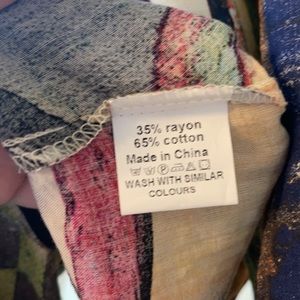 35% rayon
65% cotton
Made in China
WASH WITH SIMILAR
COLOURS